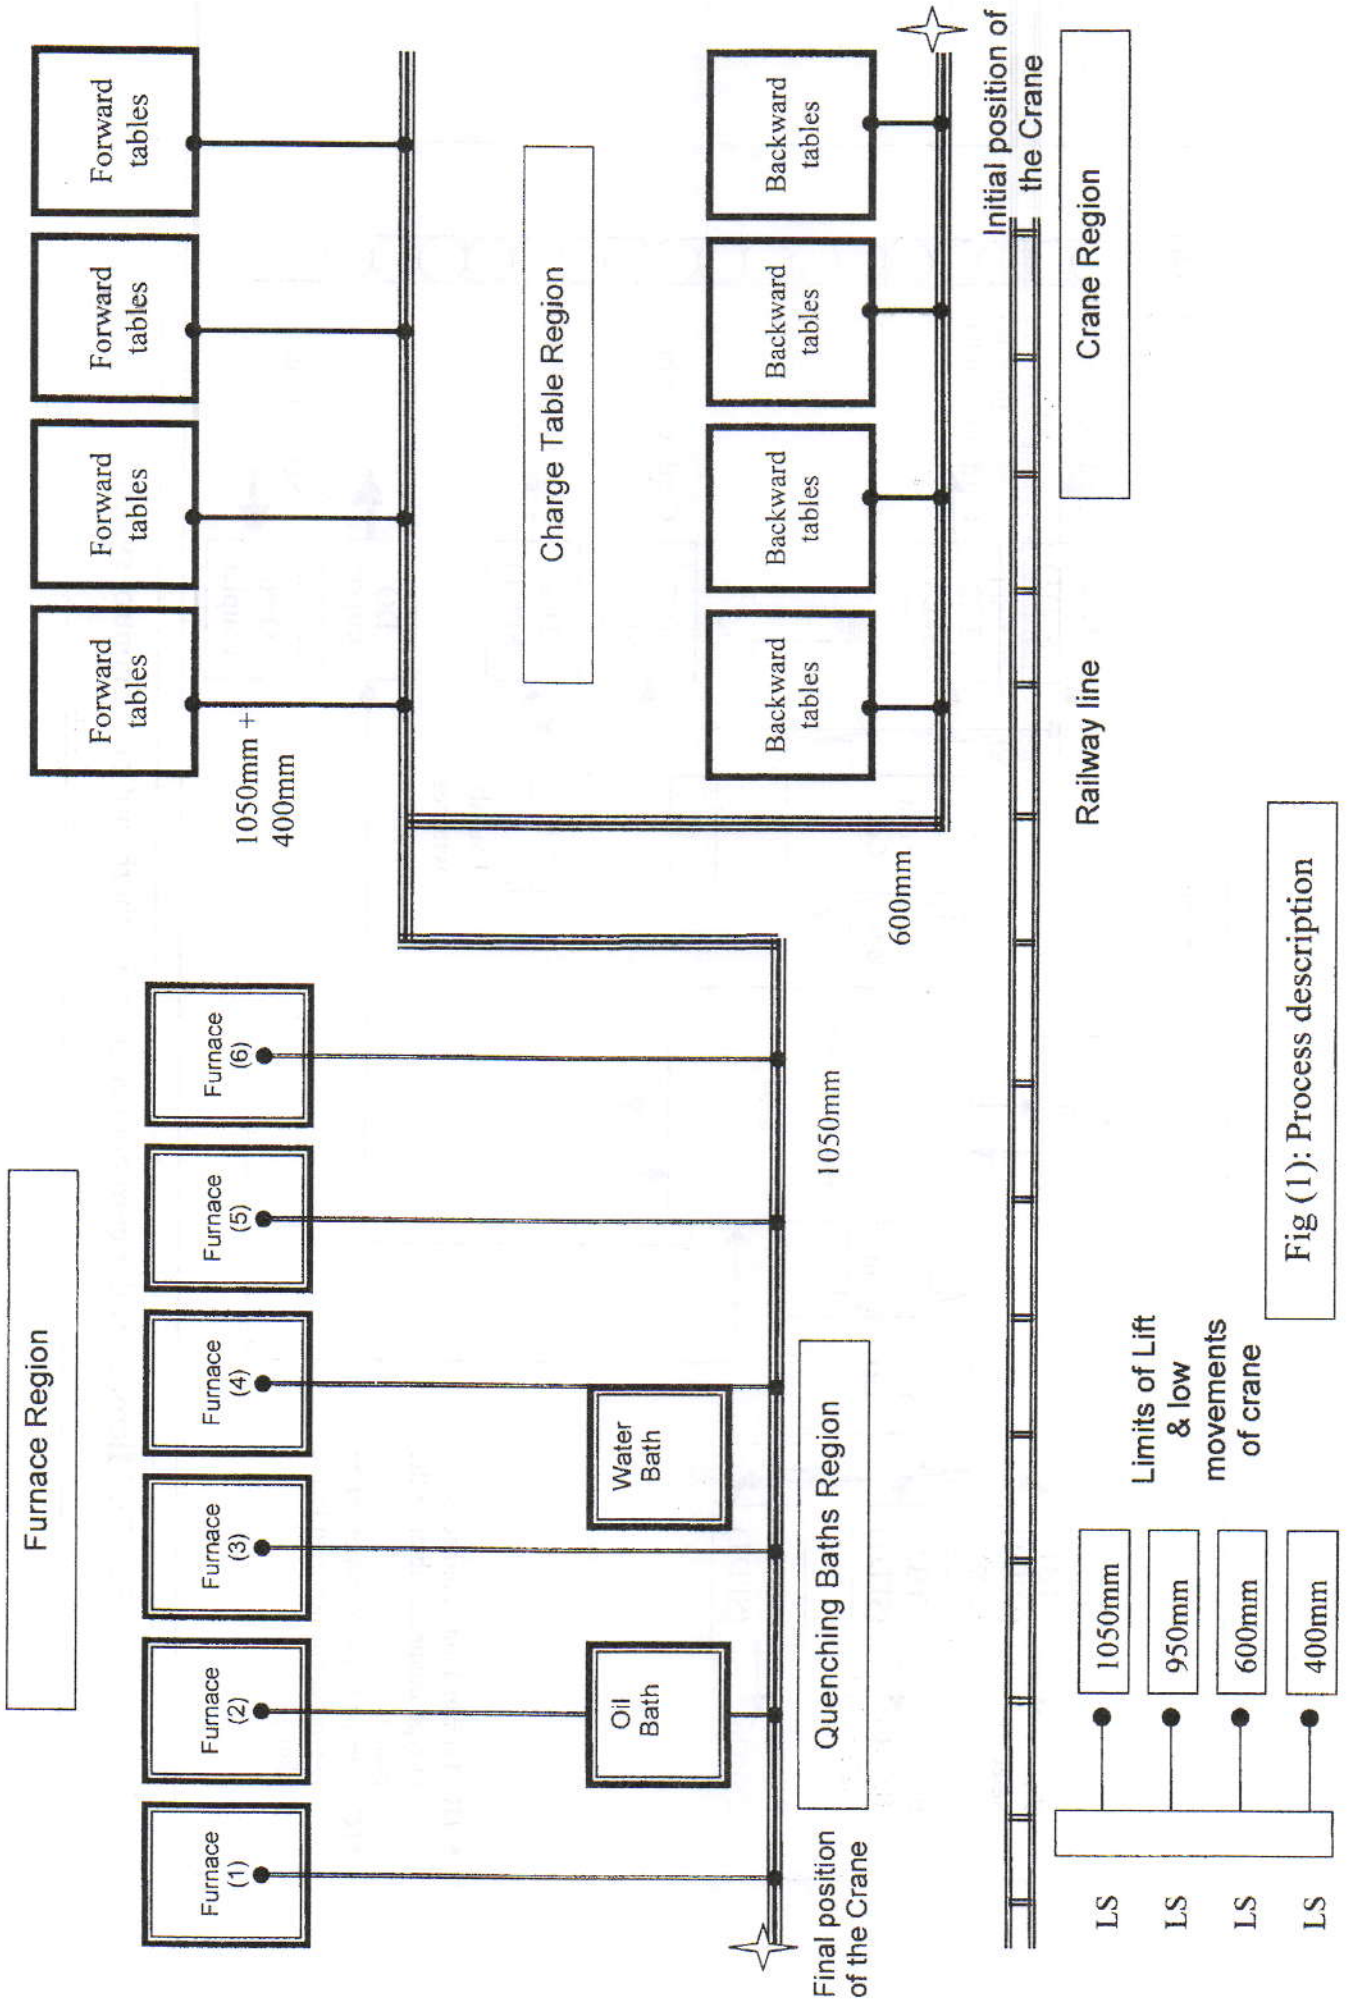 Furnace Region
Furnace
(1)
Furnace
(2)
Furnace
(3)
Furnace
(4)
Furnace
(5)
Furnace
(6)
Forward
tables
Forward
tables
Forward
tables
Forward
tables
1050mm +
400mm
Oil
Bath
Water
Bath
Charge Table Region
Backward
tables
Backward
tables
Backward
tables
Backward
tables
Final position
of the Crane
Quenching Baths Region
1050mm
600mm
Initial position of
the Crane
Railway line
Crane Region
LS
1050mm
LS
950mm
LS
600mm
LS
400mm
Limits of Lift
& low
movements
of crane
Fig (1): Process description